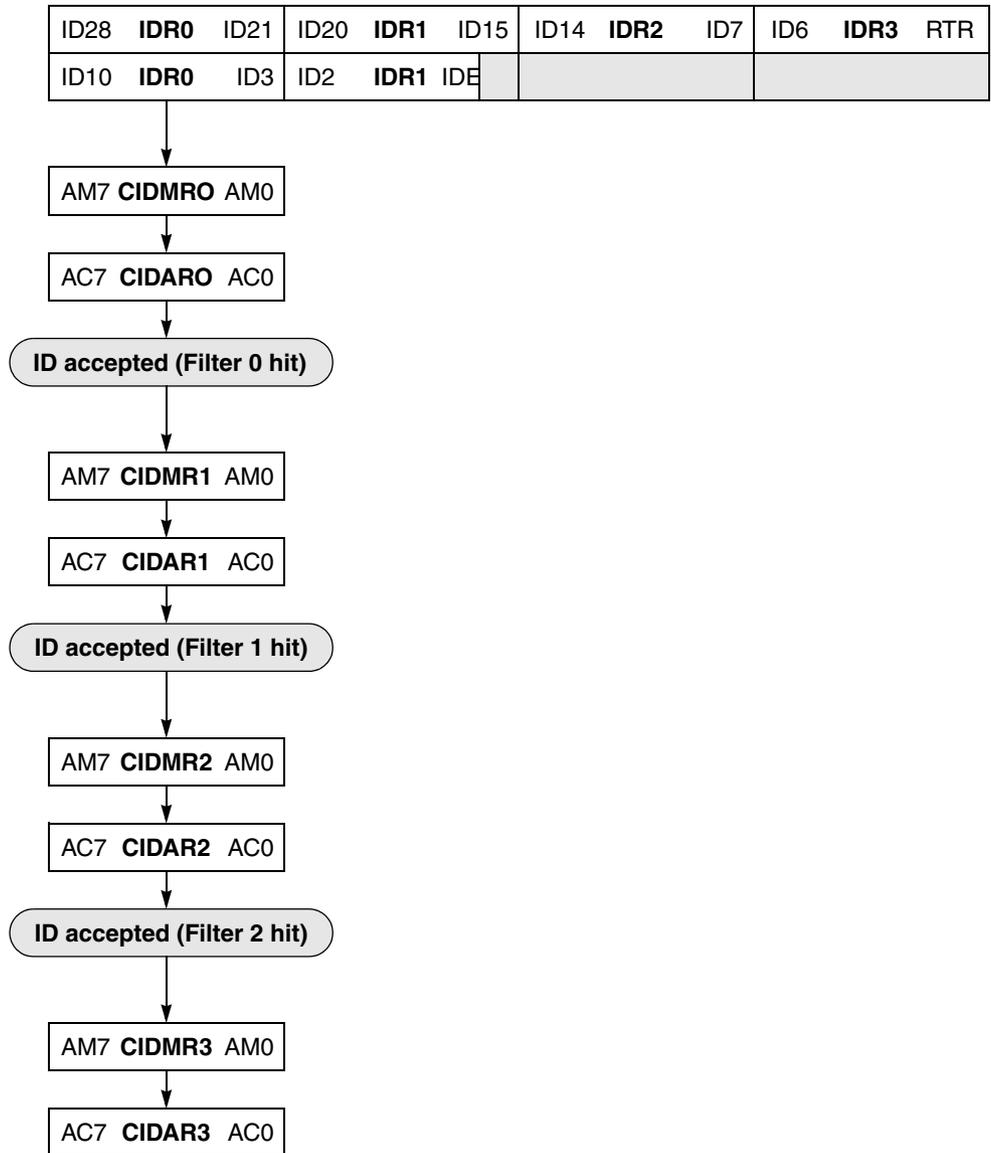 ID28 IDR0 ID21 ID20 IDR1 ID15 ID14 IDR2 ID7 ID6 IDR3 RTR
ID10 IDR0 ID3 ID2 IDR1 IDE
AM7 CIDMRO AM0
AC7 CIDARO AC0
ID accepted (Filter 0 hit)
AM7 CIDMR1 AM0
AC7 CIDAR1 AC0
ID accepted (Filter 1 hit)
AM7 CIDMR2 AM0
AC7 CIDAR2 AC0
ID accepted (Filter 2 hit)
AM7 CIDMR3 AM0
AC7 CIDAR3 AC0